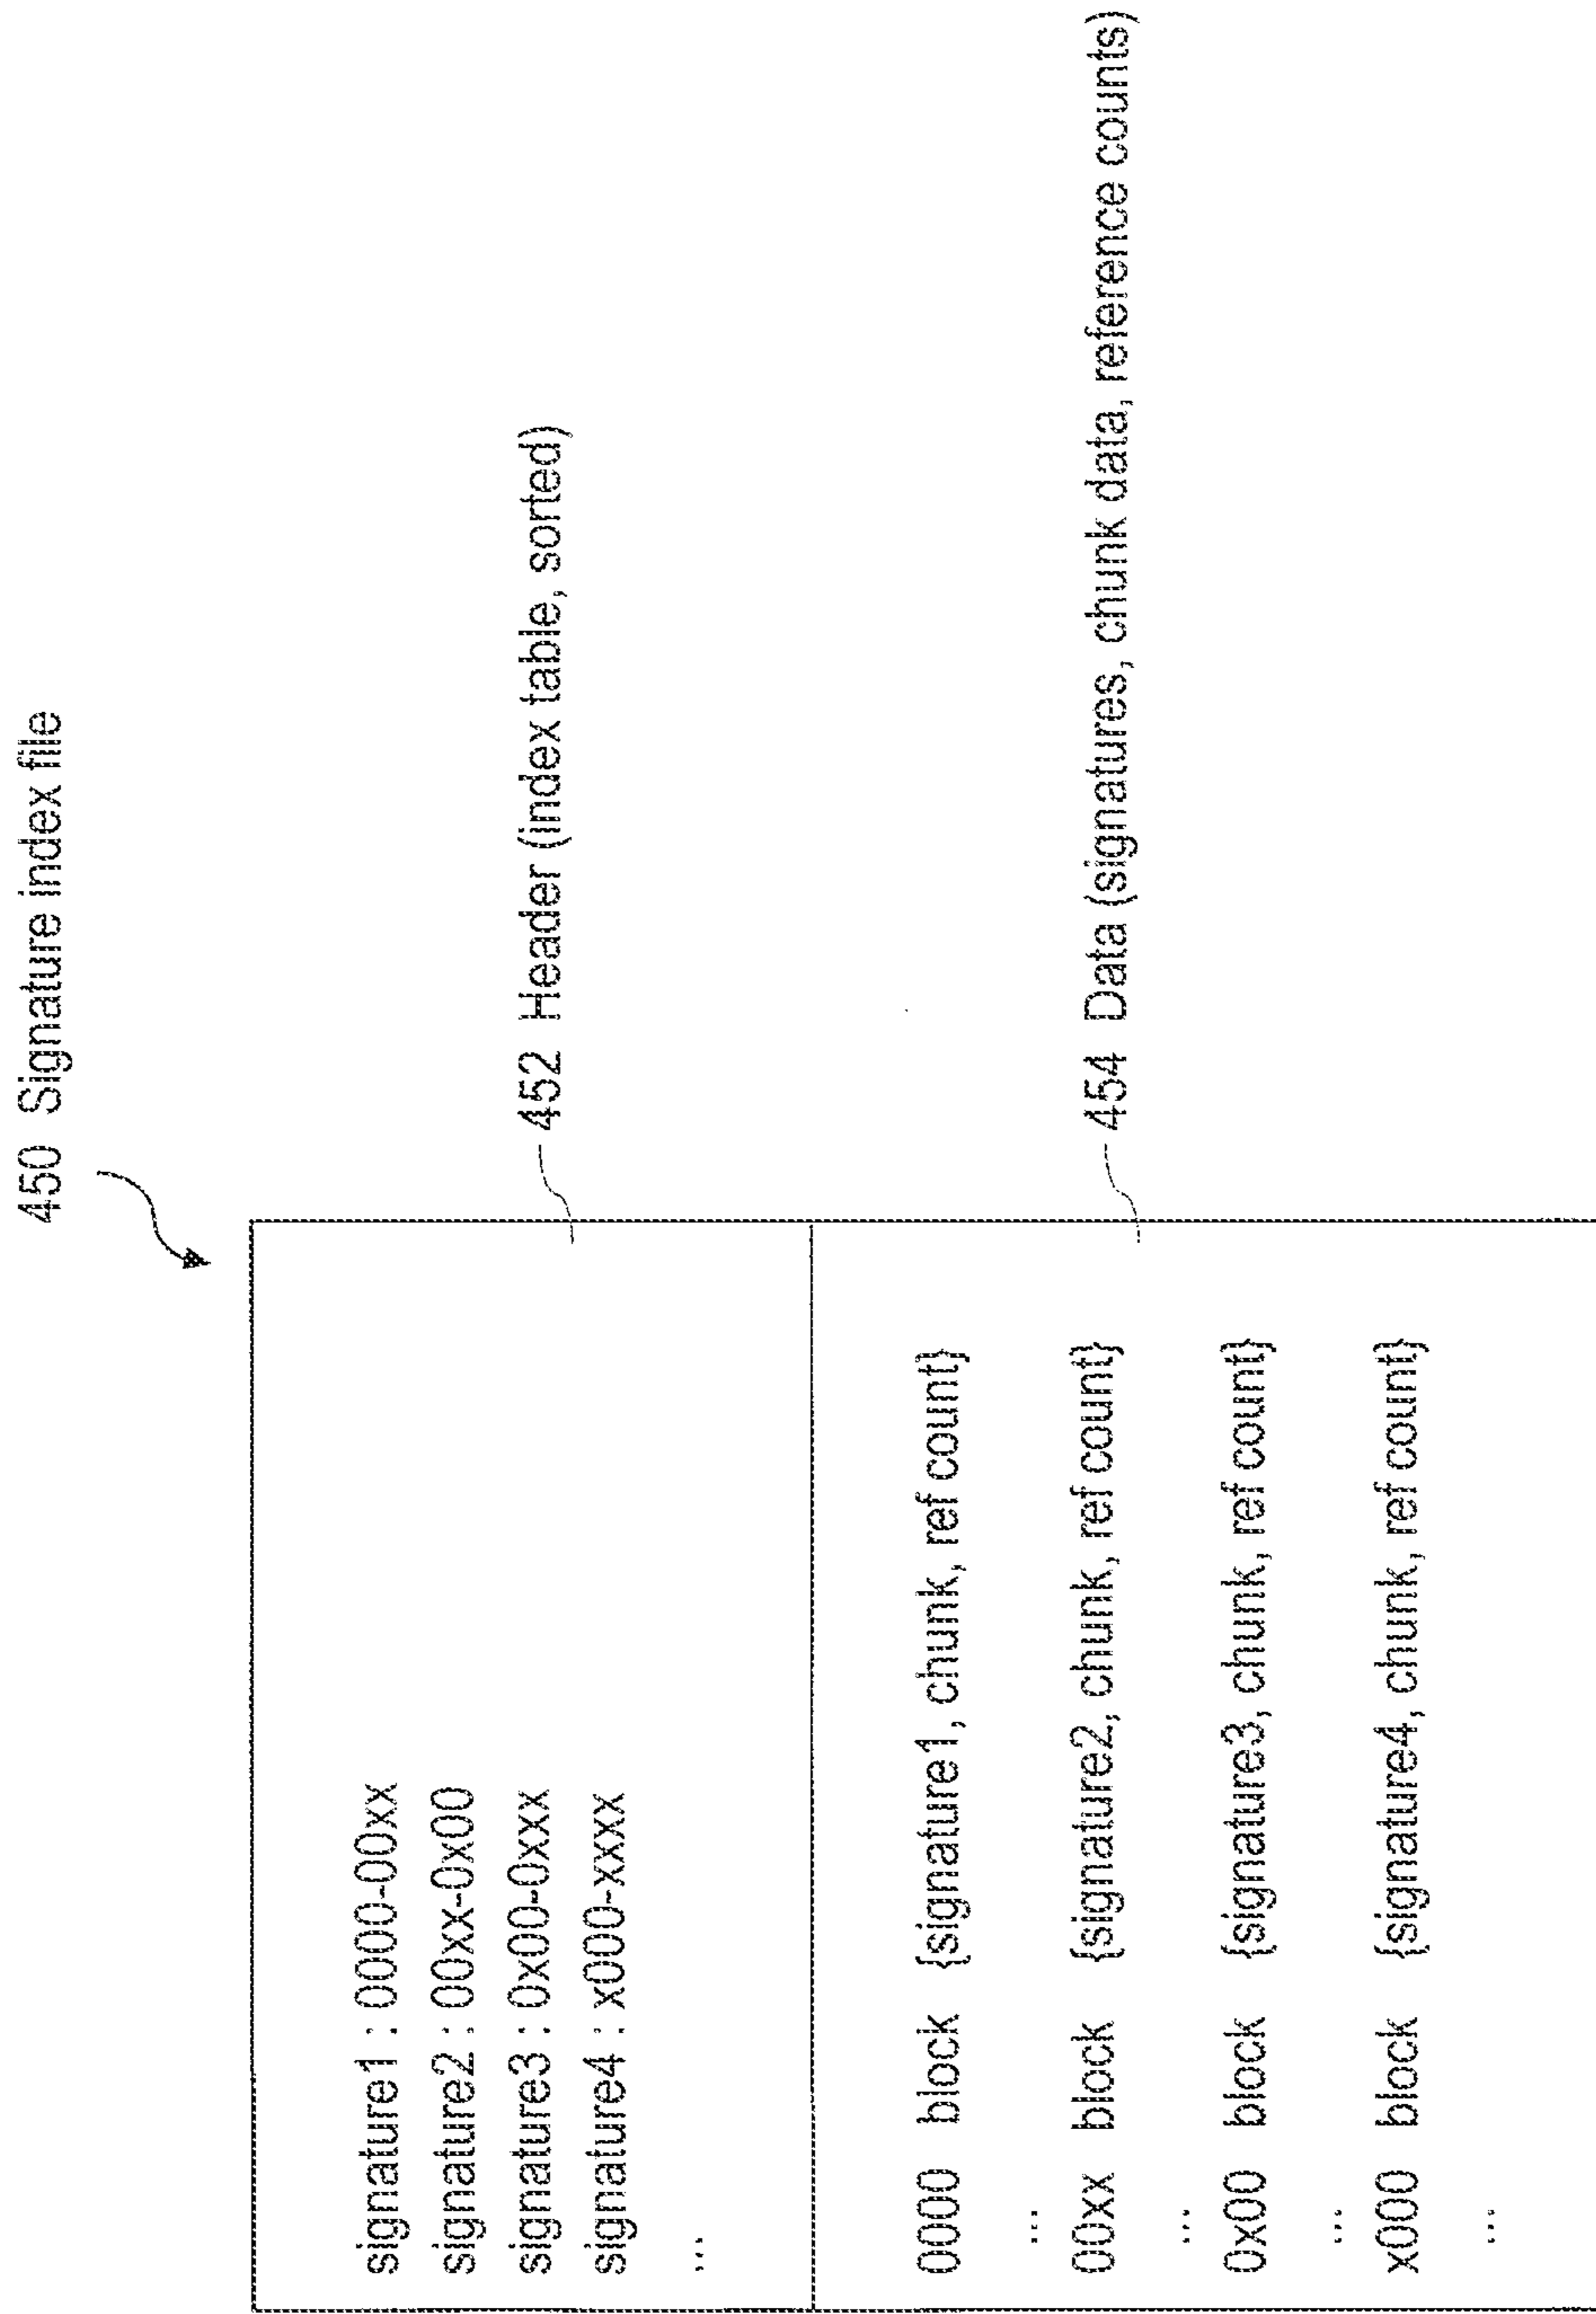 450 Signature index file
signature1 : 0000-00xx
signature2 : 00xx-0x00
signature3 : 0x00-0xxx
signature4 : x000-xxxx
...
452 Header (index table, sorted)
0000 block {signature1, chunk, ref count}
...
00xx block {signature2, chunk, ref count}
...
0x00 block {signature3, chunk, ref count}
...
x000 block {signature4, chunk, ref count}
...
454 Data (signatures, chunk data, reference counts)